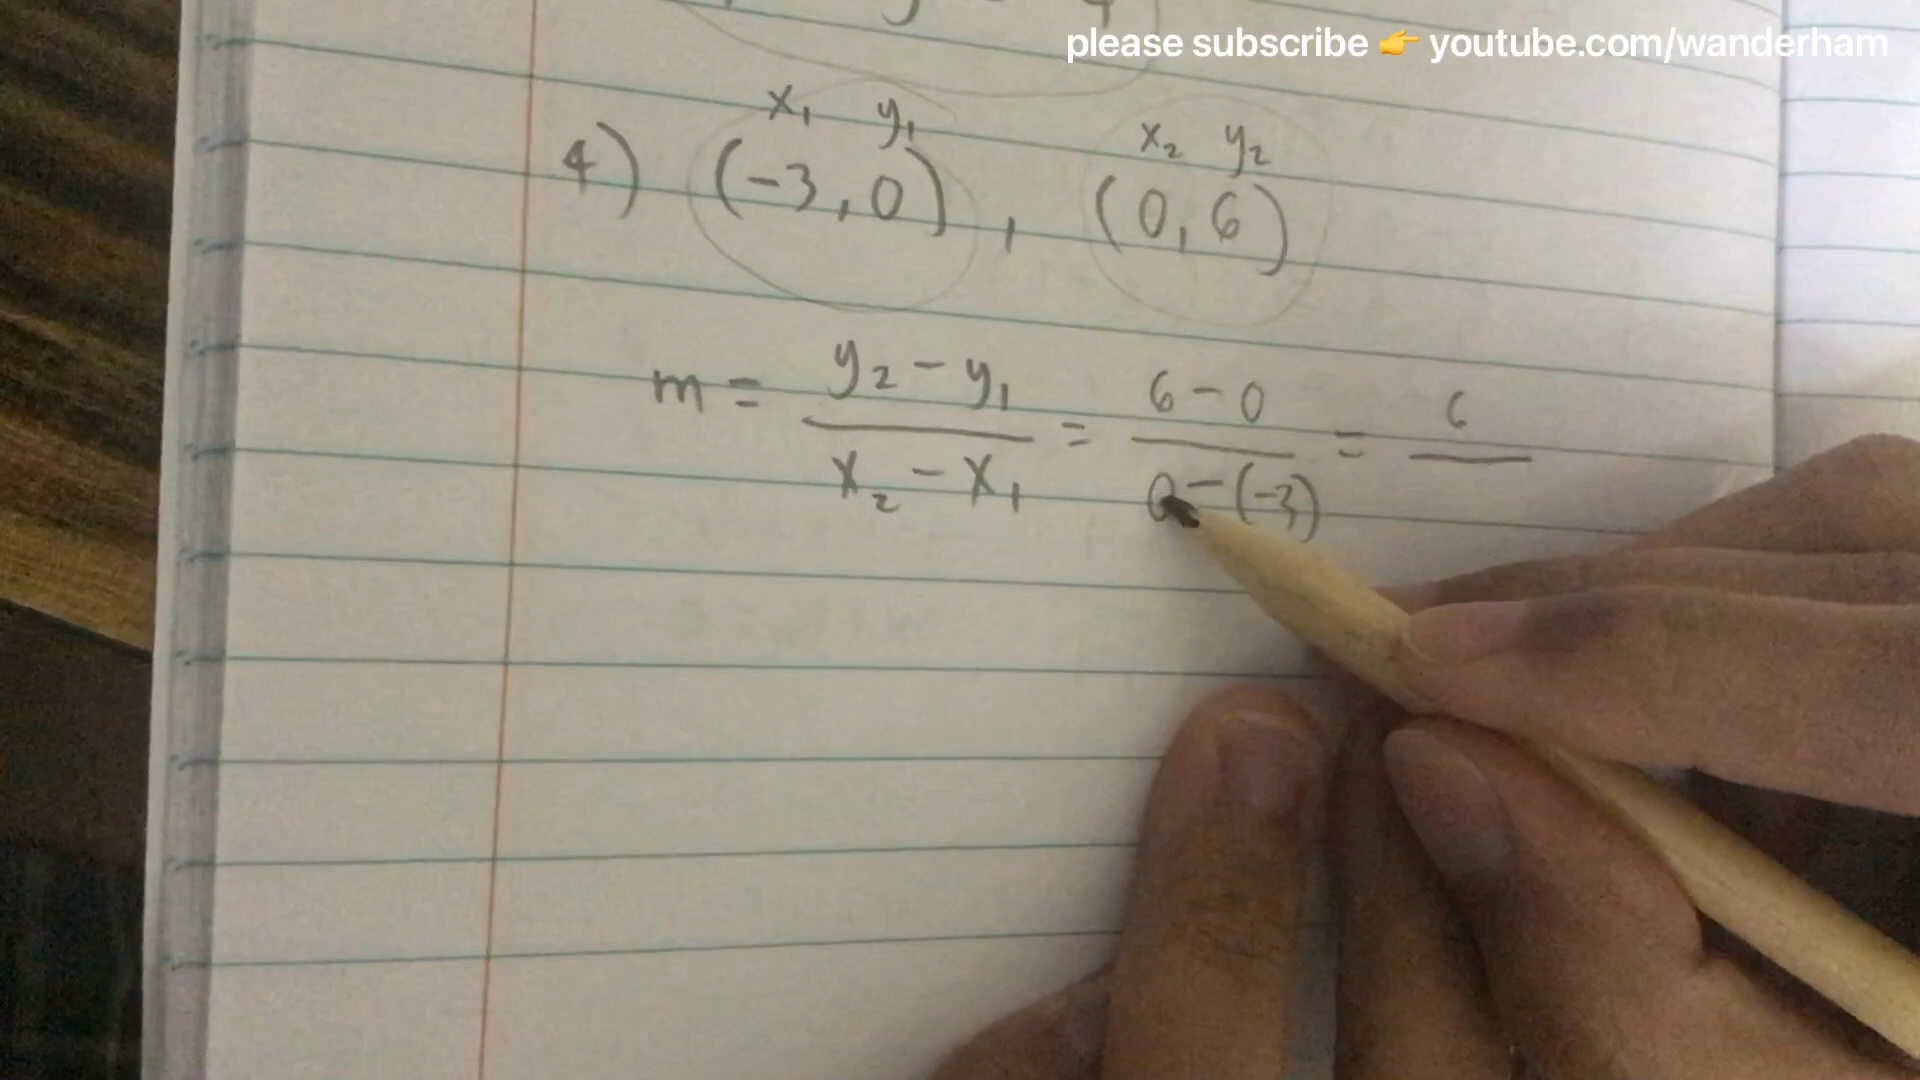 please subscribe 👉 youtube.com/wanderham
x₁ y₁ x₂ y₂
4) (-3, 0) , (0, 6)
m = y₂ - y₁ / x₂ - x₁ = 6 - 0 / 0 - (-3) = 6 /